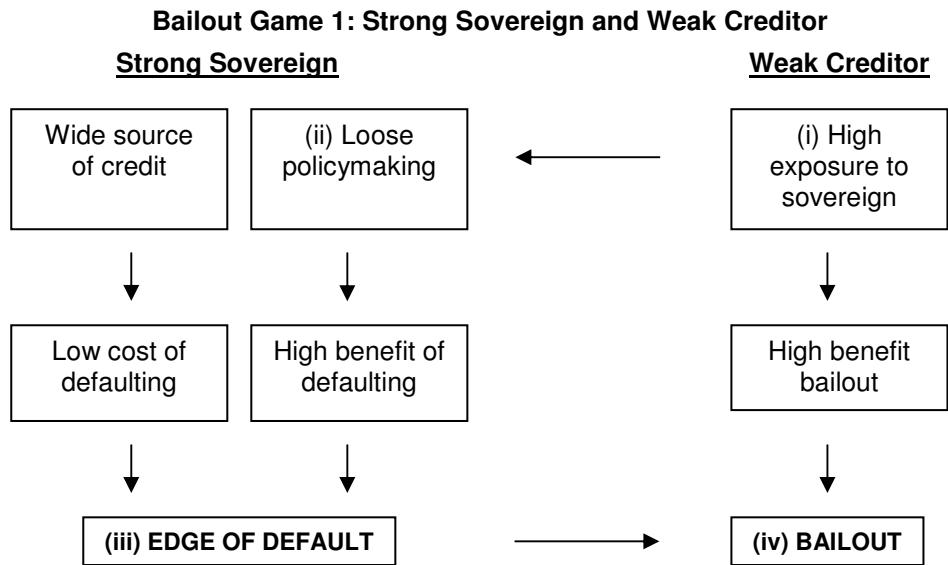 Bailout Game 1: Strong Sovereign and Weak Creditor
Strong Sovereign
Weak Creditor
Wide source
of credit
(ii) Loose
policymaking
(i) High
exposure to
sovereign
Low cost of
defaulting
High benefit of
defaulting
High benefit
bailout
(iii) EDGE OF DEFAULT
(iv) BAILOUT